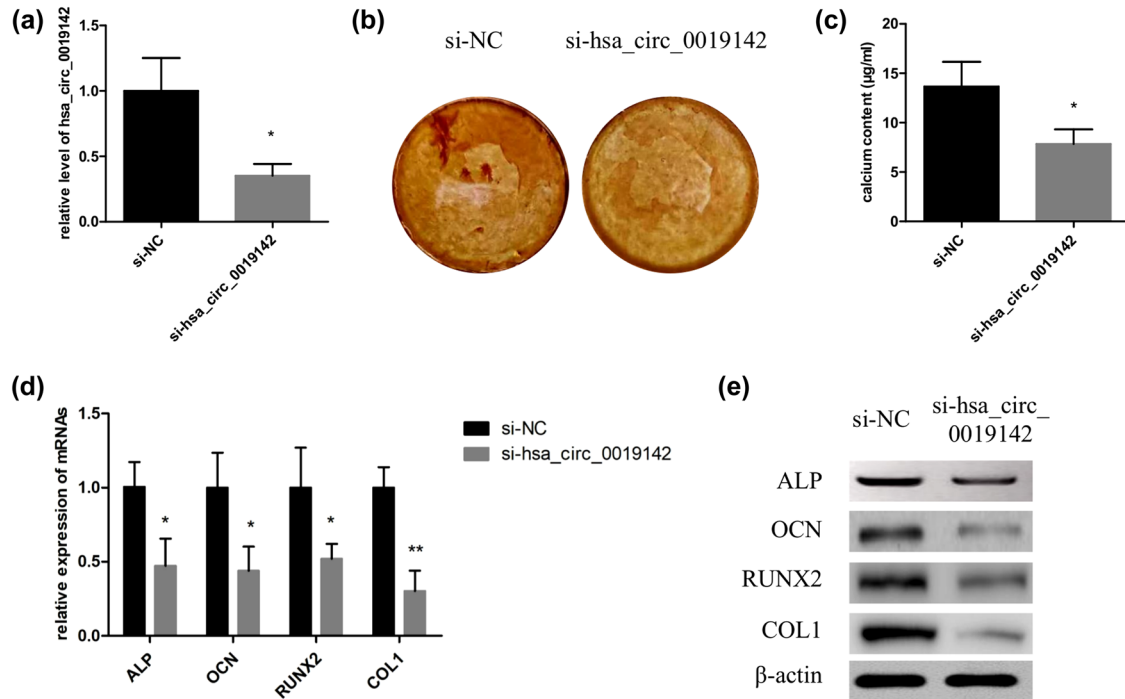 (a)
relative level of hsa_circ_0019142
1.5
1.0
0.5
0.0
*
si-NC
si-hsa_circ_0019142
(b)
si-NC si-hsa_circ_0019142
(c)
calcium content (μg/ml)
20
15
10
5
0
*
si-NC
si-hsa_circ_0019142
(d)
relative expression of mRNAs
1.5
1.0
0.5
0.0
* * * **
ALP OCN RUNX2 COL1
si-NC
si-hsa_circ_0019142
(e)
si-NC si-hsa_circ_
0019142
ALP
OCN
RUNX2
COL1
β-actin